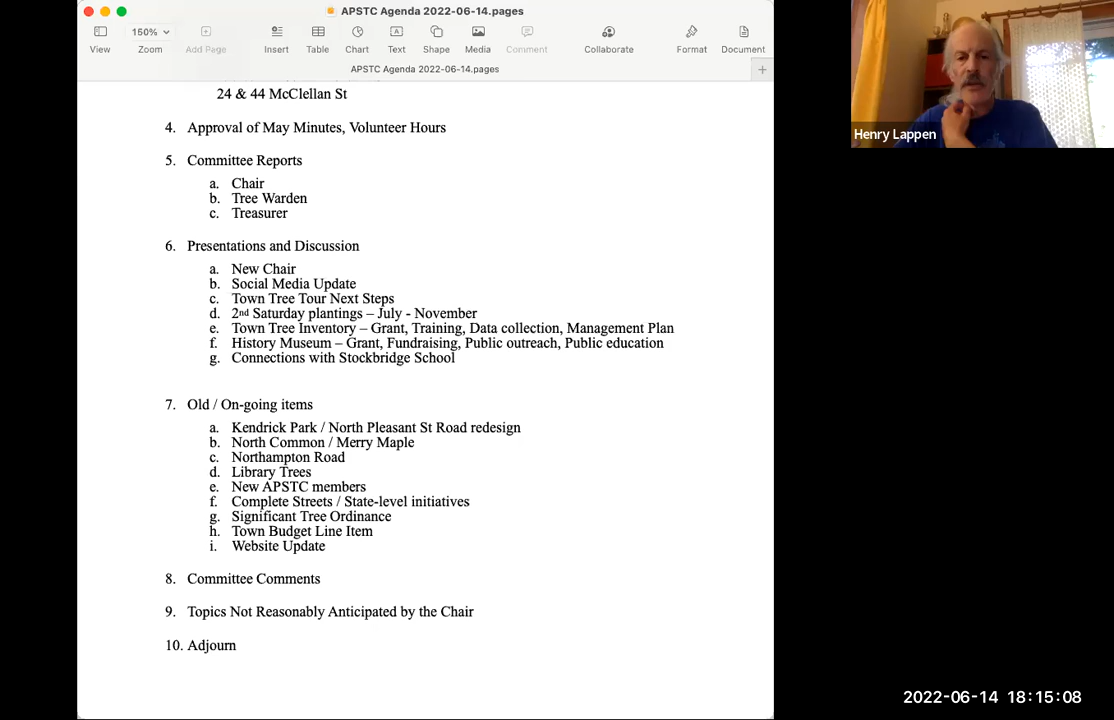 APSTC Agenda 2022-06-14.pages
150%
View
Zoom
Add Page
Insert
Table
Chart
Text
Shape
Media
Comment
Collaborate
Format
Document
APSTC Agenda 2022-06-14.pages
24 & 44 McClellan St
4. Approval of May Minutes, Volunteer Hours
5. Committee Reports
a. Chair
b. Tree Warden
c. Treasurer
6. Presentations and Discussion
a. New Chair
b. Social Media Update
c. Town Tree Tour Next Steps
d. 2nd Saturday plantings – July - November
e. Town Tree Inventory – Grant, Training, Data collection, Management Plan
f. History Museum – Grant, Fundraising, Public outreach, Public education
g. Connections with Stockbridge School
7. Old / On-going items
a. Kendrick Park / North Pleasant St Road redesign
b. North Common / Merry Maple
c. Northampton Road
d. Library Trees
e. New APSTC members
f. Complete Streets / State-level initiatives
g. Significant Tree Ordinance
h. Town Budget Line Item
i. Website Update
8. Committee Comments
9. Topics Not Reasonably Anticipated by the Chair
10. Adjourn
Henry Lappen
2022-06-14 18:15:08